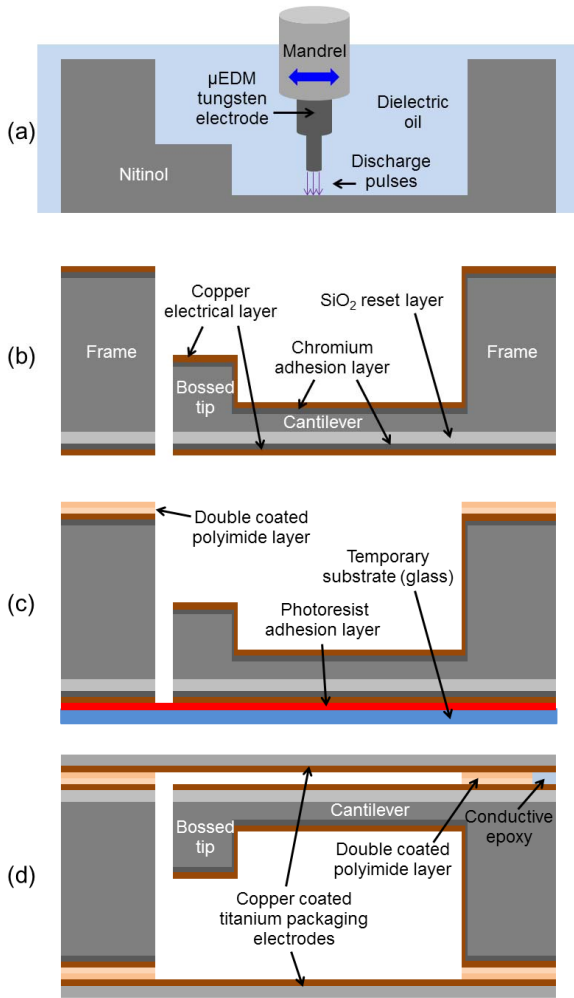 (a)
Mandrel
µEDM
tungsten
electrode
Dielectric
oil
Nitinol
Discharge
pulses
(b)
Copper
electrical layer
SiO2 reset layer
Frame
Chromium
adhesion layer
Frame
Bossed
tip
Cantilever
(c)
Double coated
polyimide layer
Temporary
substrate (glass)
Photoresist
adhesion layer
(d)
Cantilever
Bossed
tip
Conductive
epoxy
Double coated
polyimide layer
Copper coated
titanium packaging
electrodes